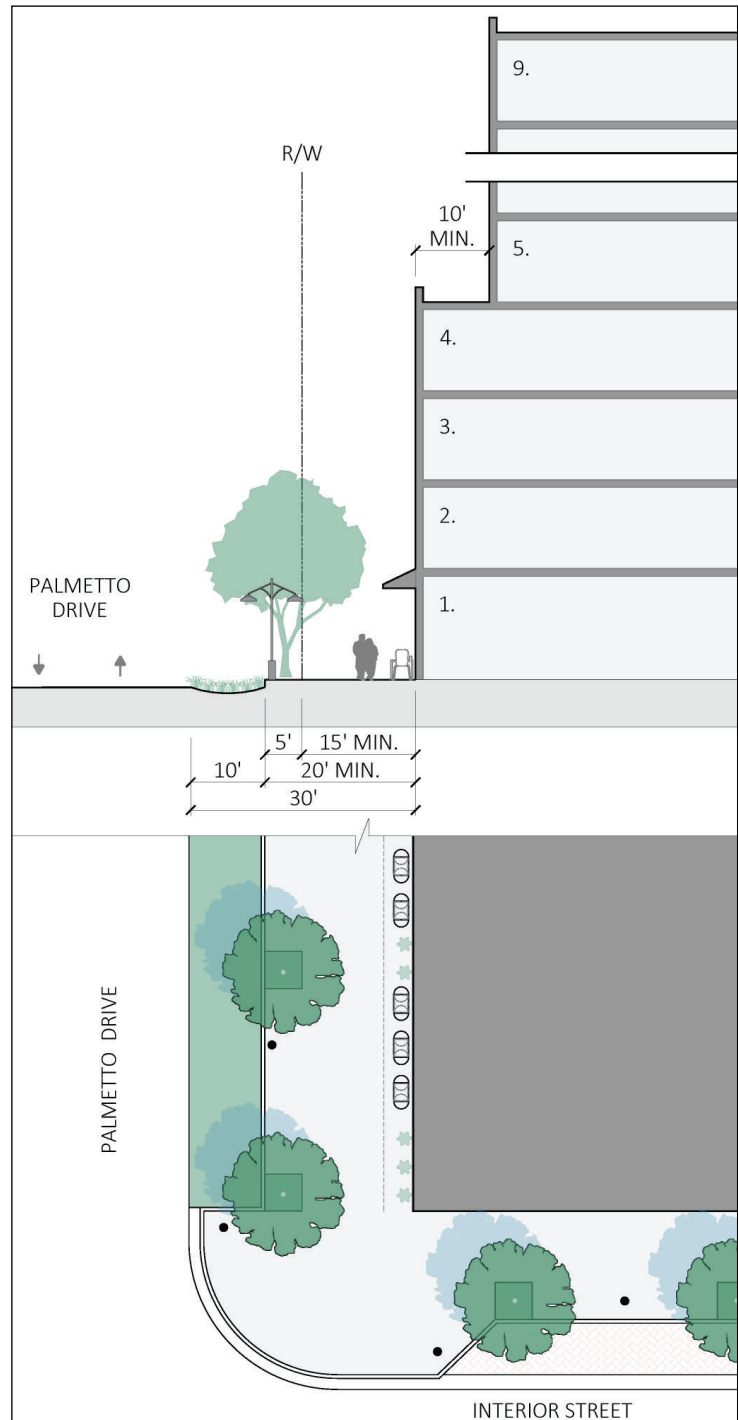 9.
R/W
10'
MIN.
5.
4.
3.
2.
PALMETTO
DRIVE
1.
5' 15' MIN.
10' 20' MIN.
30'
PALMETTO DRIVE
INTERIOR STREET